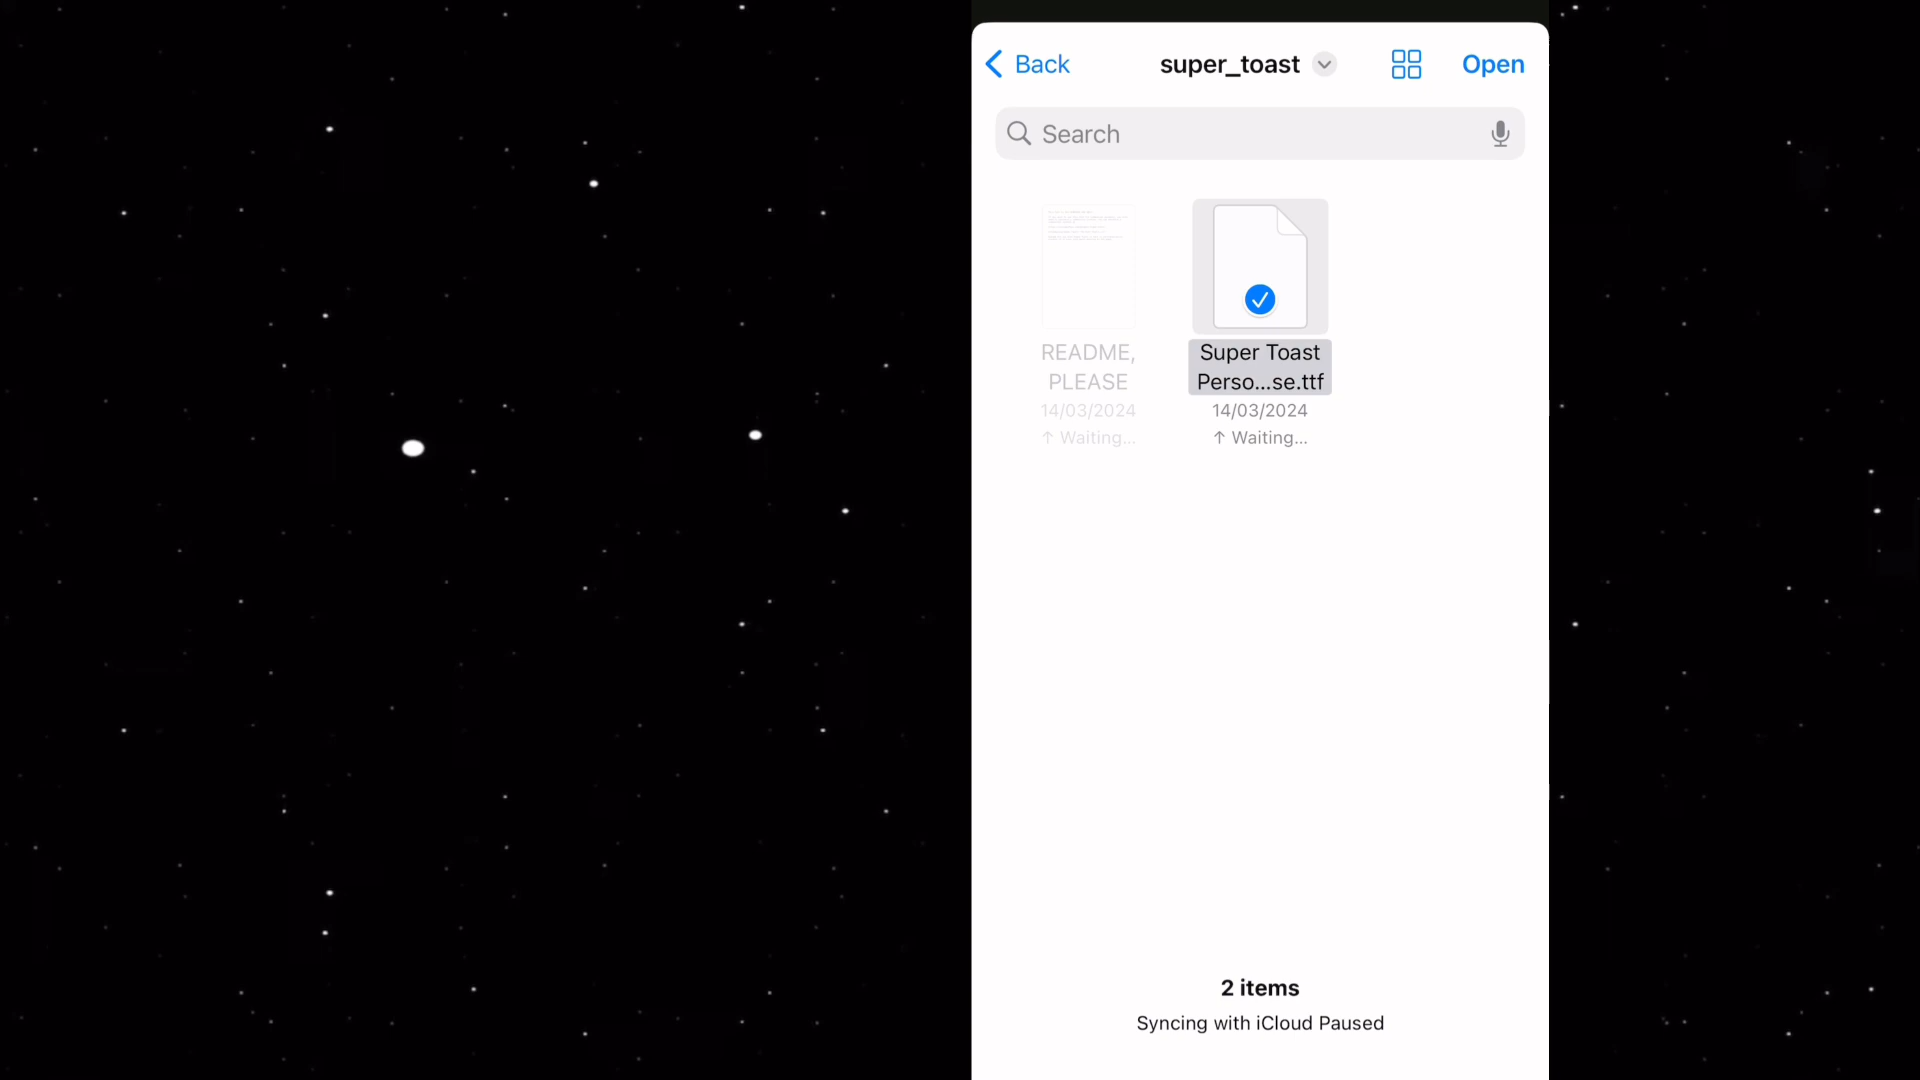 Back
super_toast
Open
Search
README,
PLEASE
14/03/2024
↑ Waiting...
Super Toast
Perso...se.ttf
14/03/2024
↑ Waiting...
2 items
Syncing with iCloud Paused